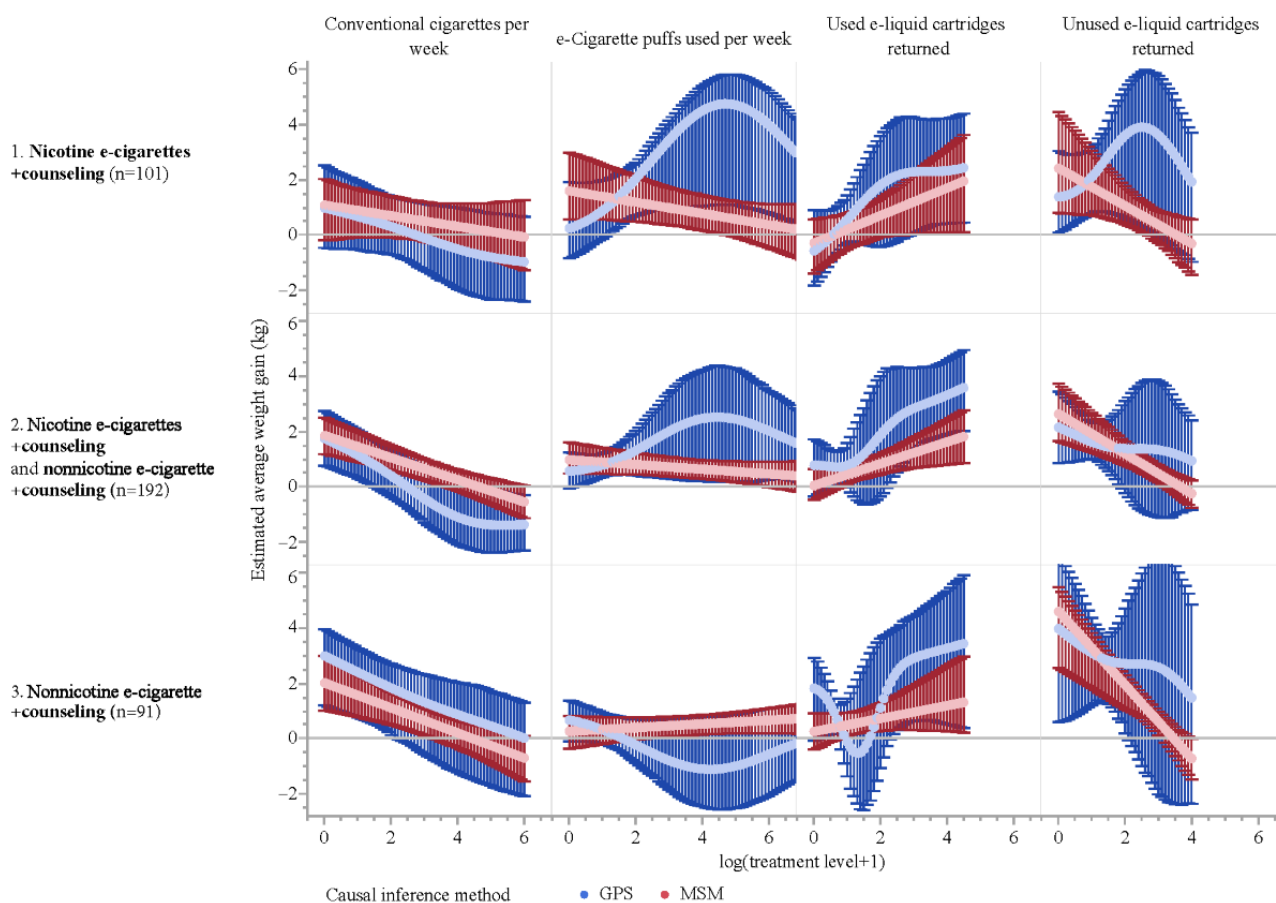 Conventional cigarettes per
week
e-Cigarette puffs used per week
Used e-liquid cartridges
returned
Unused e-liquid cartridges
returned
1. Nicotine e-cigarettes
+counseling (n=101)
6
4
2
0
−2
2. Nicotine e-cigarettes
+counseling
and nonnicotine e-cigarette
+counseling (n=192)
6
4
2
0
−2
3. Nonnicotine e-cigarette
+counseling (n=91)
6
4
2
0
−2
Estimated average weight gain (kg)
0 2 4 6 0 2 4 6 0 2 4 6 0 2 4 6
log(treatment level+1)
Causal inference method GPS MSM